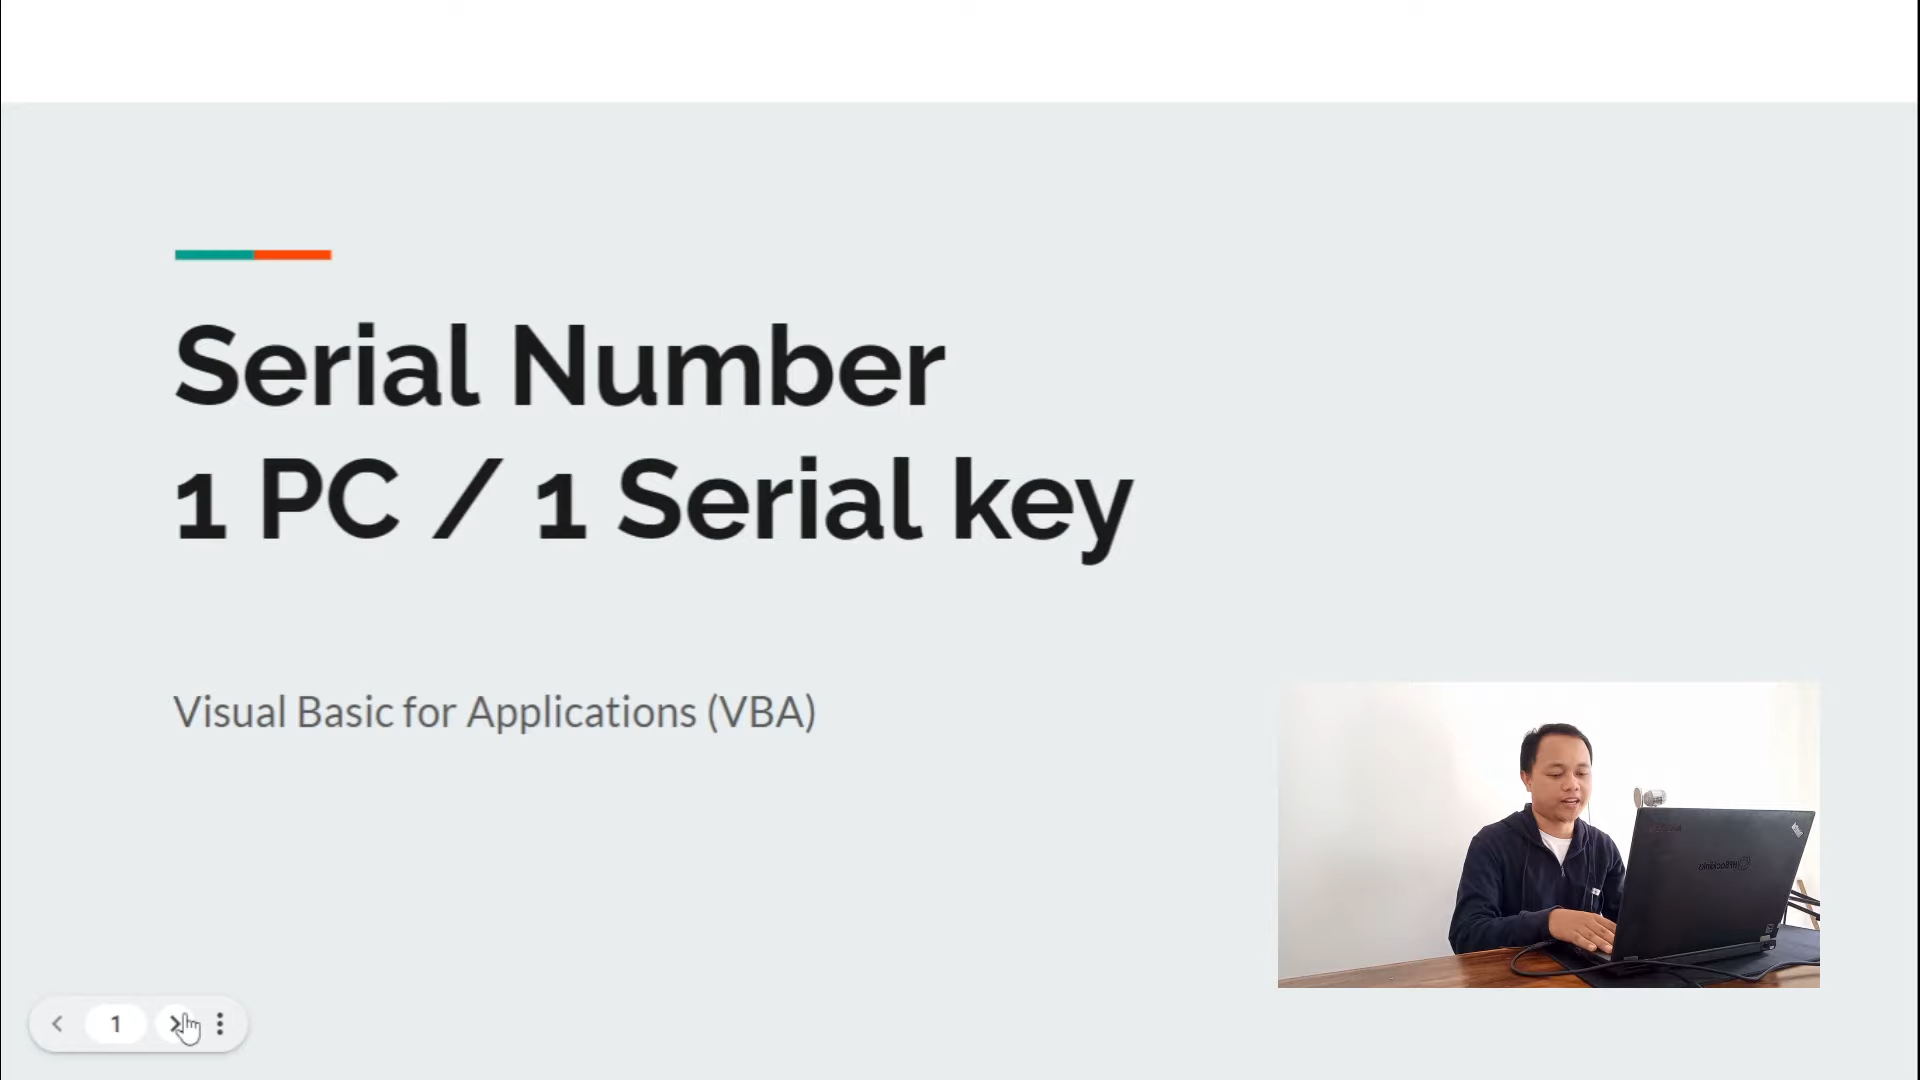 Serial Number
1 PC / 1 Serial key
Visual Basic for Applications (VBA)
1